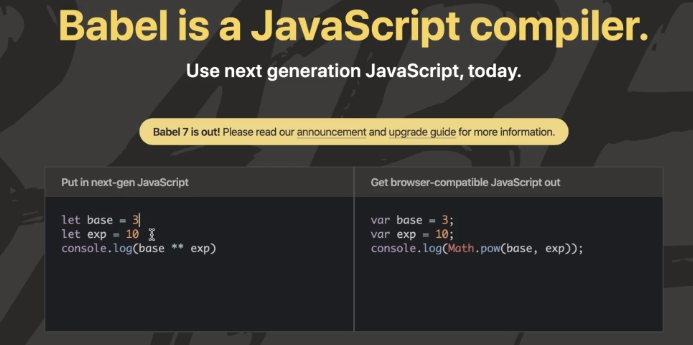 Babel is a JavaScript compiler.
Use next generation JavaScript, today.
Babel 7 is out! Please read our announcement and upgrade guide for more information.
Put in next-gen JavaScript
let base = 3
let exp = 10
console.log(base ** exp)
Get browser-compatible JavaScript out
var base = 3;
var exp = 10;
console.log(Math.pow(base, exp));